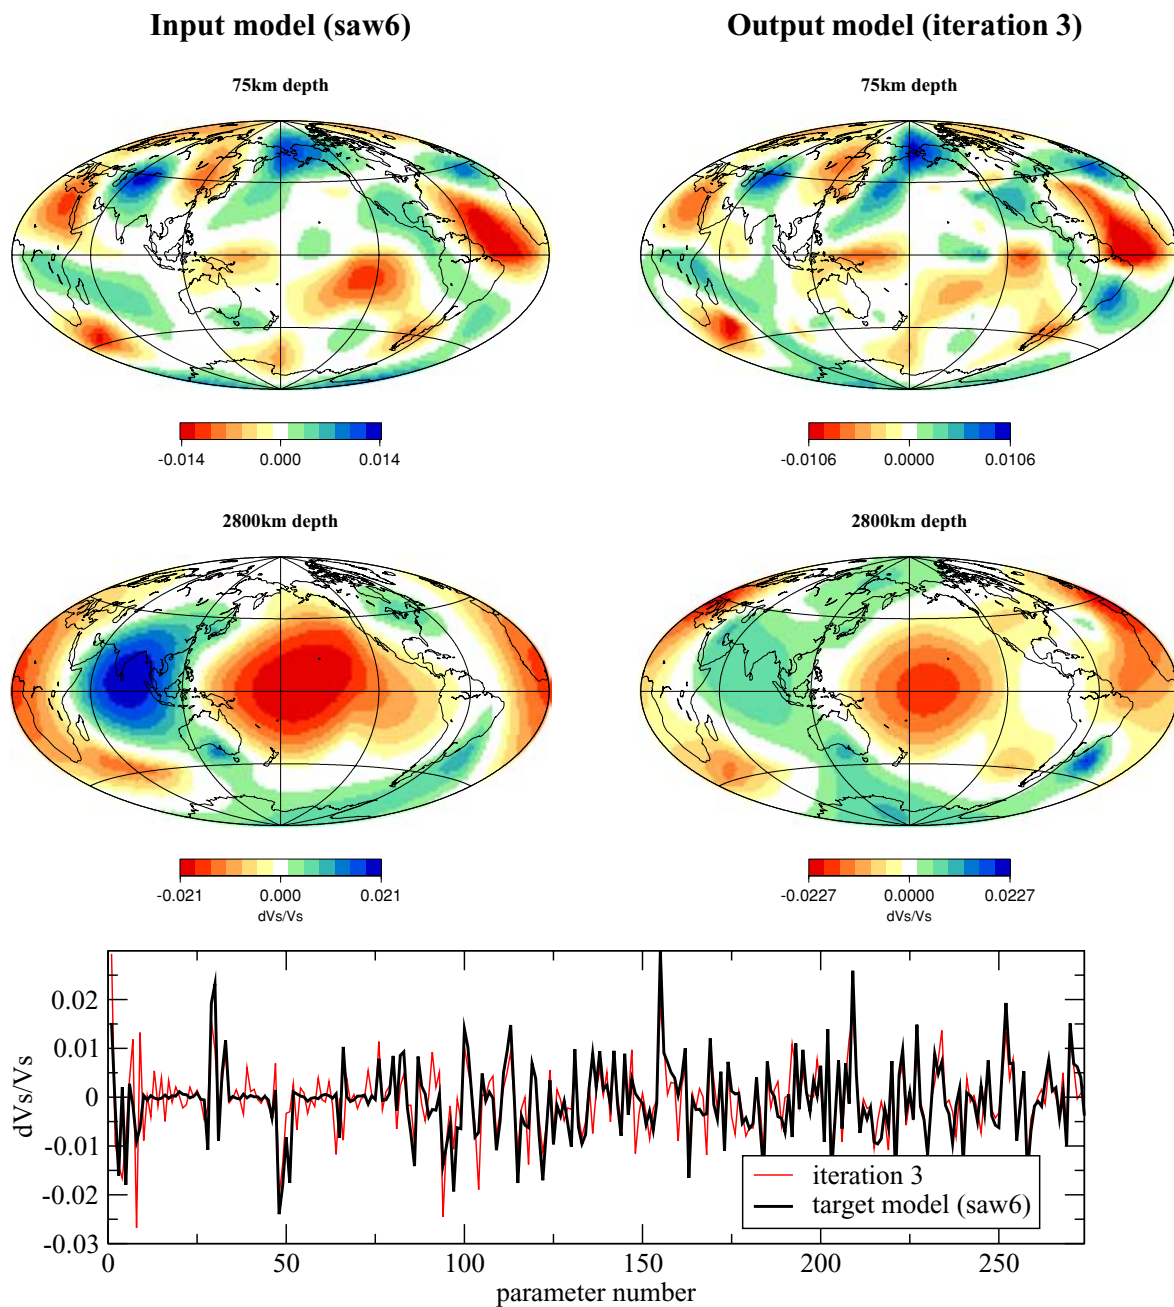 Input model (saw6) Output model (iteration 3)
75km depth 75km depth
-0.014 0.000 0.014 -0.0106 0.0000 0.0106
2800km depth 2800km depth
-0.021 0.000 0.021 -0.0227 0.0000 0.0227
dVs/Vs dVs/Vs
0.02
0.01
0
-0.01
-0.02
-0.03
dVs/Vs
iteration 3
target model (saw6)
0 50 100 150 200 250
parameter number